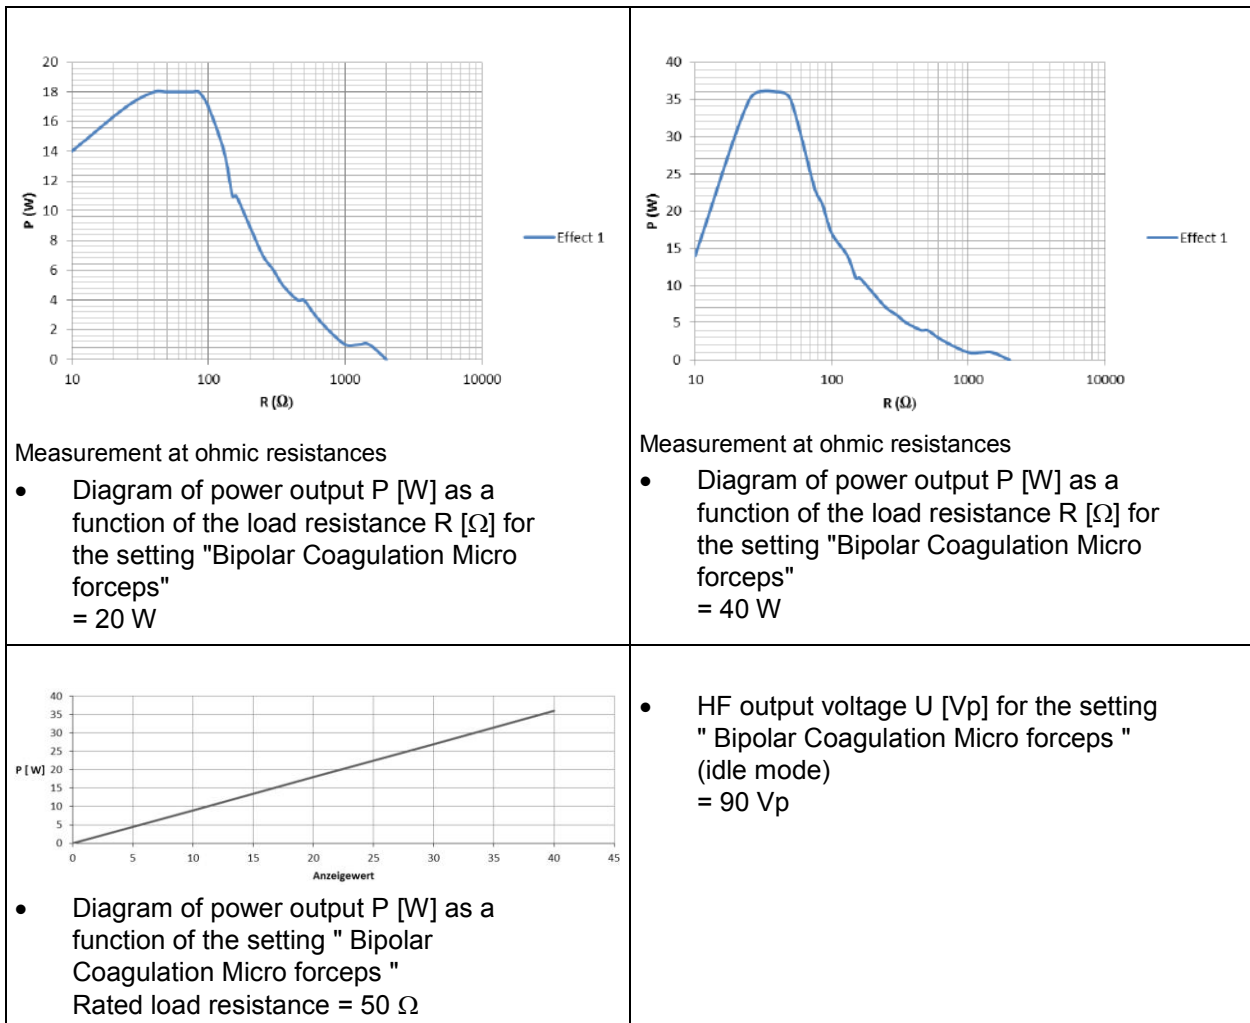 20
18
16
14
12
10
8
6
4
2
0
P (W)
10
100
1000
10000
R (Ω)
Effect 1
Measurement at ohmic resistances
• Diagram of power output P [W] as a
function of the load resistance R [Ω] for
the setting "Bipolar Coagulation Micro
forceps"
= 20 W
40
35
30
25
20
15
10
5
0
P (W)
10
100
1000
10000
R (Ω)
Effect 1
Measurement at ohmic resistances
• Diagram of power output P [W] as a
function of the load resistance R [Ω] for
the setting "Bipolar Coagulation Micro
forceps"
= 40 W
40
35
30
25
20
15
10
5
0
P [ W]
0
5
10
15
20
25
30
35
40
45
Anzeigewert
• Diagram of power output P [W] as a
function of the setting " Bipolar
Coagulation Micro forceps "
Rated load resistance = 50 Ω
• HF output voltage U [Vp] for the setting
" Bipolar Coagulation Micro forceps "
(idle mode)
= 90 Vp